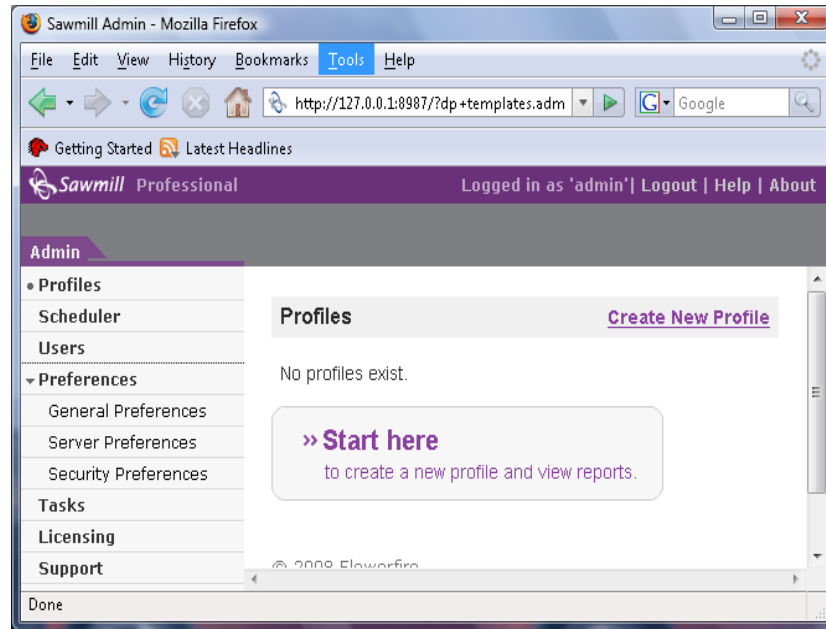 Sawmill Admin - Mozilla Firefox
File Edit View History Bookmarks Tools Help
http://127.0.0.1:8987/?dp+templates.adm G Google
Getting Started Latest Headlines
Sawmill Professional Logged in as 'admin'| Logout | Help | About
Admin
Profiles
Scheduler
Users
Preferences
General Preferences
Server Preferences
Security Preferences
Tasks
Licensing
Support
Profiles Create New Profile
No profiles exist.
» Start here
to create a new profile and view reports.
© 2008 Flowerfire
Done